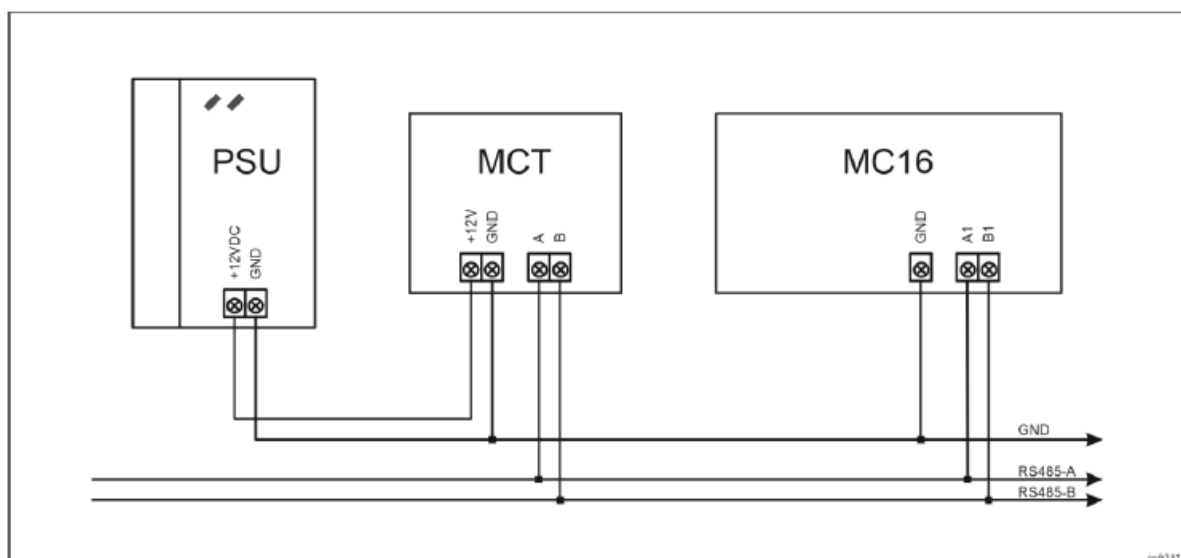 PSU
MCT
MC16
+12VDC
GND
+12V
GND
A
B
GND
A1
B1
GND
RS485-A
RS485-B